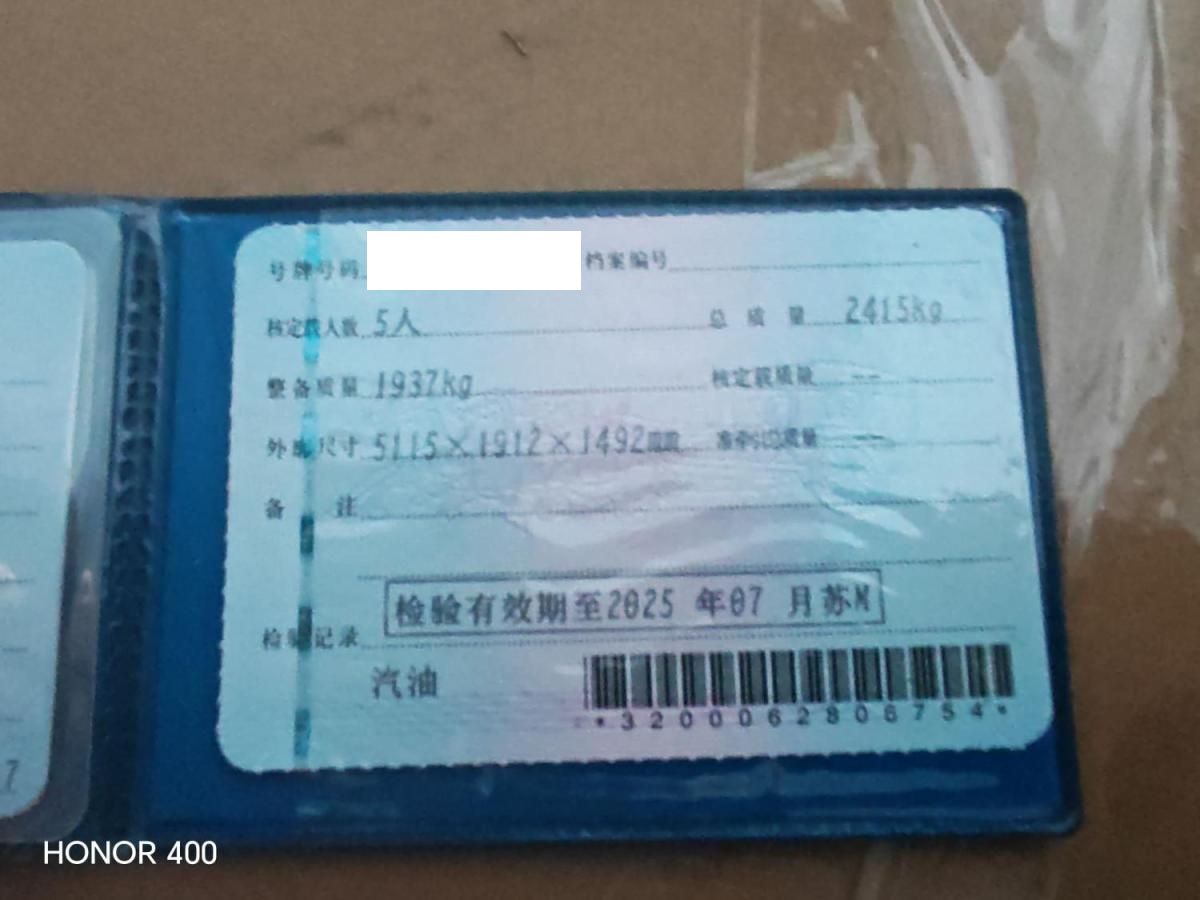 号牌号码 档案编号
核定载人数 5人 总质量 2415kg
整备质量 1937kg 核定载质量 --
外廓尺寸 5115×1912×1492mm 准牵引总质量 --
备注
检验记录 检验有效期至2025 年07 月苏M
汽油
*3200062806754*
7
HONOR 400